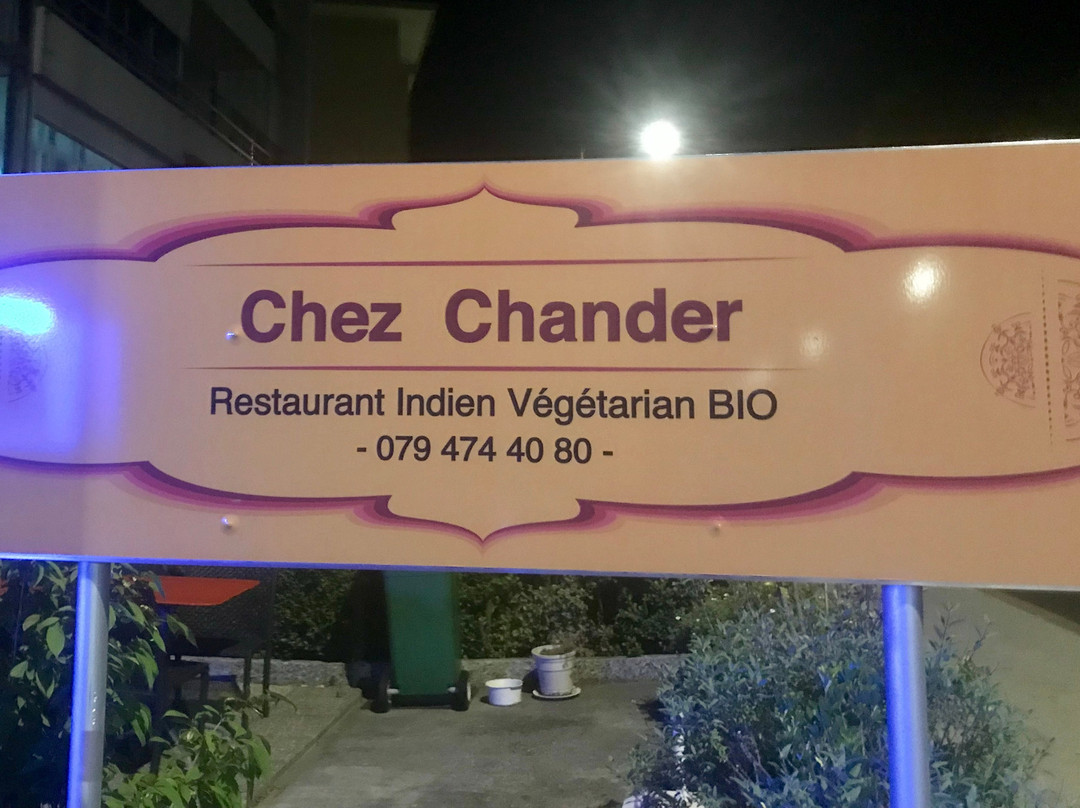 Chez Chander
Restaurant Indien Végétarian BIO
- 079 474 40 80 -